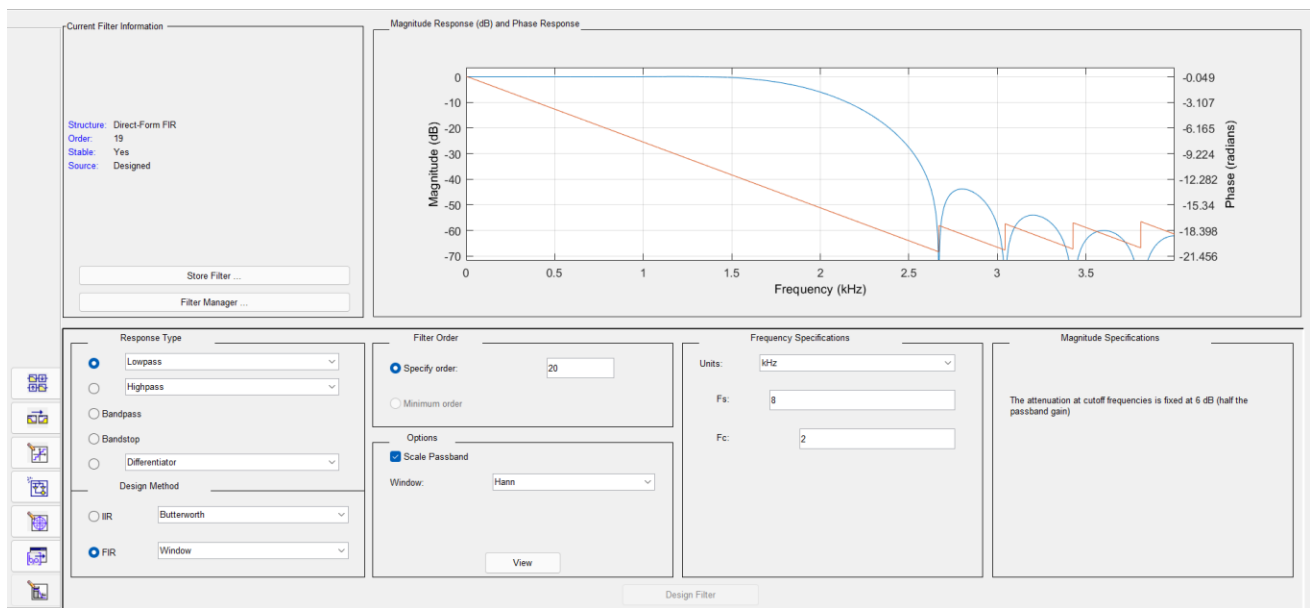 Current Filter Information
Structure: Direct-Form FIR
Order: 19
Stable: Yes
Source: Designed
Store Filter ...
Filter Manager ...
Magnitude Response (dB) and Phase Response
Magnitude (dB)
0
-10
-20
-30
-40
-50
-60
-70
0 0.5 1 1.5 2 2.5 3 3.5
Frequency (kHz)
-0.049
-3.107
-6.165
-9.224
-12.282
-15.34
-18.398
-21.456
Phase (radians)
Response Type
Lowpass
Highpass
Bandpass
Bandstop
Differentiator
Design Method
IIR Butterworth
FIR Window
Filter Order
Specify order: 20
Minimum order
Options
Scale Passband
Window: Hann
View
Frequency Specifications
Units: kHz
Fs: 8
Fc: 2
Magnitude Specifications
The attenuation at cutoff frequencies is fixed at 6 dB (half the
passband gain)
Design Filter